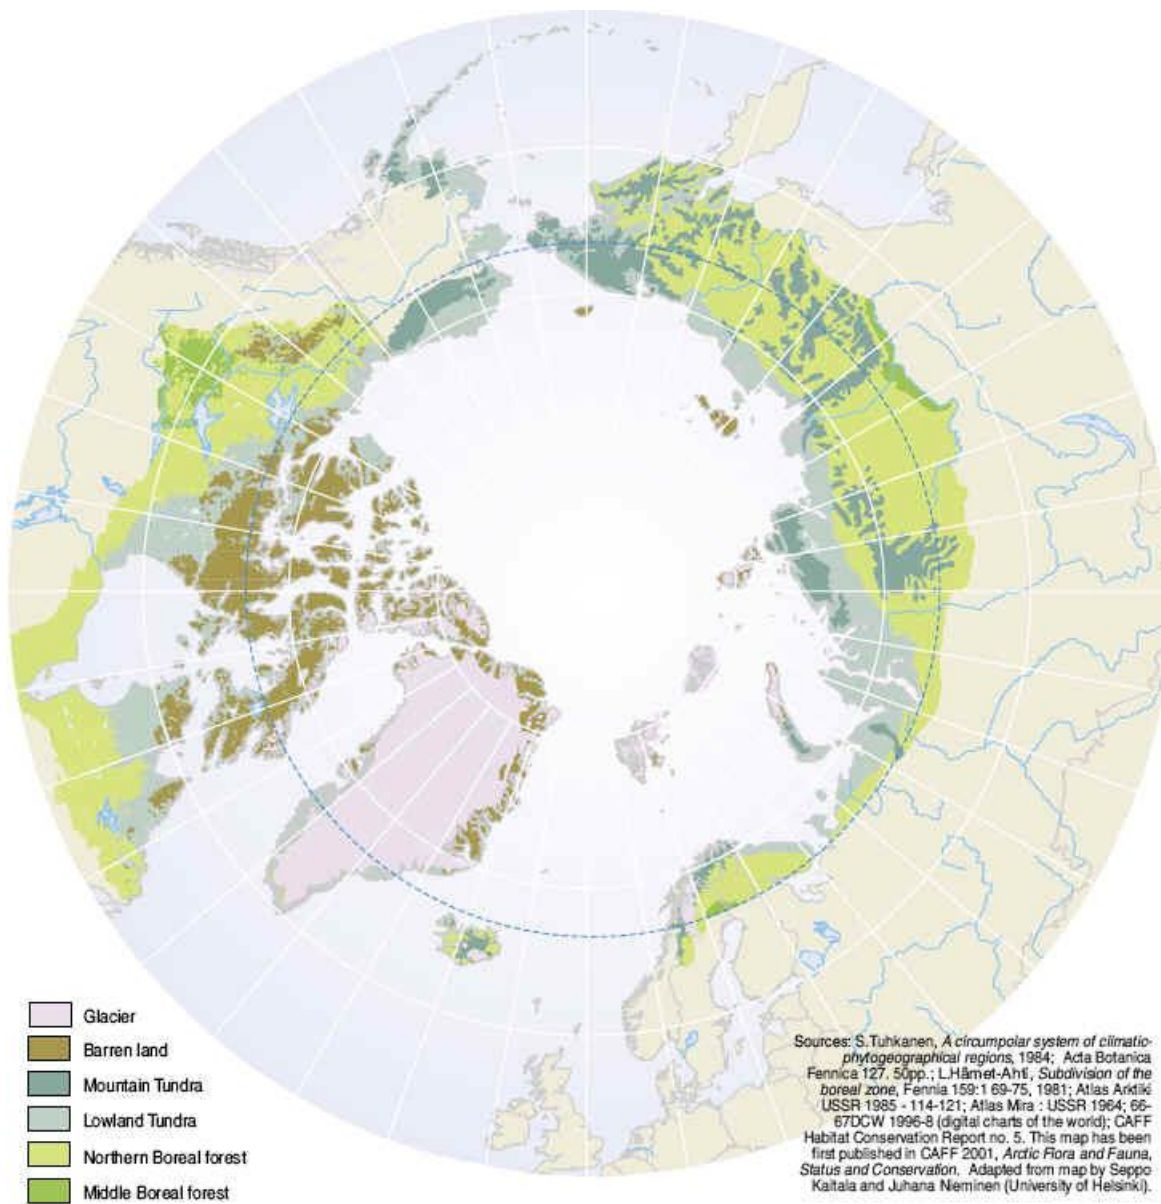 Glacier
Barren land
Mountain Tundra
Lowland Tundra
Northern Boreal forest
Middle Boreal forest
Sources: S.Tuhkanen, A circumpolar system of climatic-
phytogeographical regions, 1984; Acta Botanica
Fennica 127. 50pp.; L.Hämet-Ahti, Subdivision of the
boreal zone, Fennia 159:1 69-75, 1981; Atlas Arktiki
USSR 1985 - 114-121; Atlas Mira : USSR 1964; 66-
67DCW 1996-8 (digital charts of the world); CAFF
Habitat Conservation Report no. 5. This map has been
first published in CAFF 2001, Arctic Flora and Fauna,
Status and Conservation. Adapted from map by Seppo
Kaitala and Juhana Nieminen (University of Helsinki).